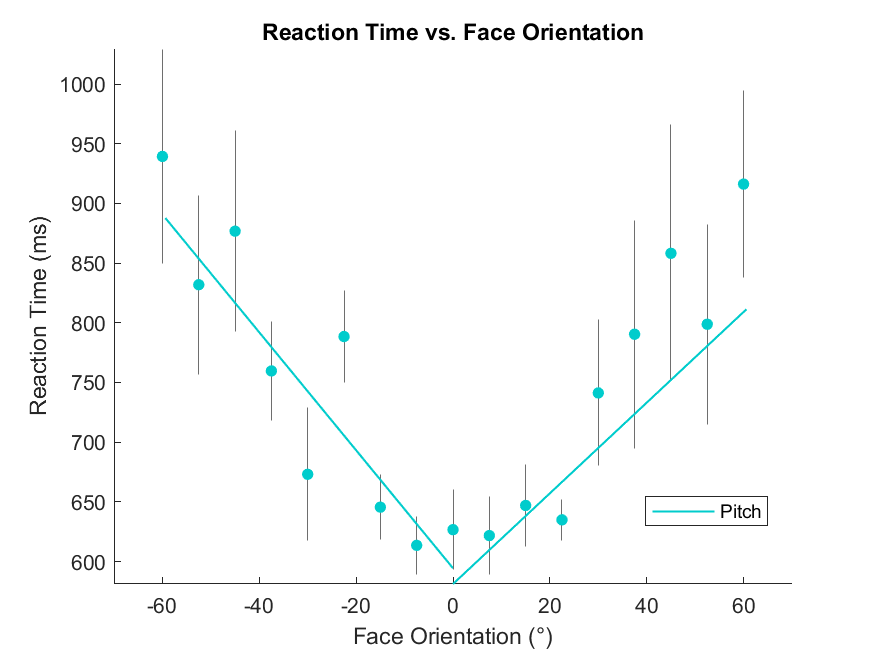 Reaction Time vs. Face Orientation
1000
950
900
850
800
750
700
650
600
Reaction Time (ms)
Pitch
-60 -40 -20 0 20 40 60
Face Orientation (°)